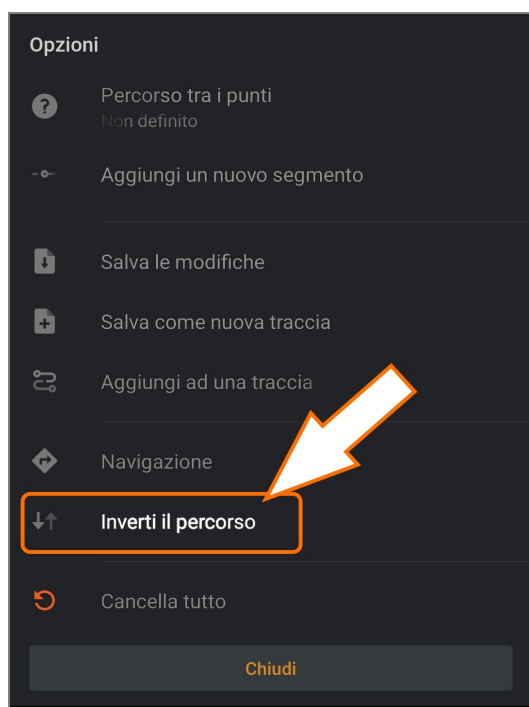 Opzioni
Percorso tra i punti
Non definito
Aggiungi un nuovo segmento
Salva le modifiche
Salva come nuova traccia
Aggiungi ad una traccia
Navigazione
Inverti il percorso
Cancella tutto
Chiudi